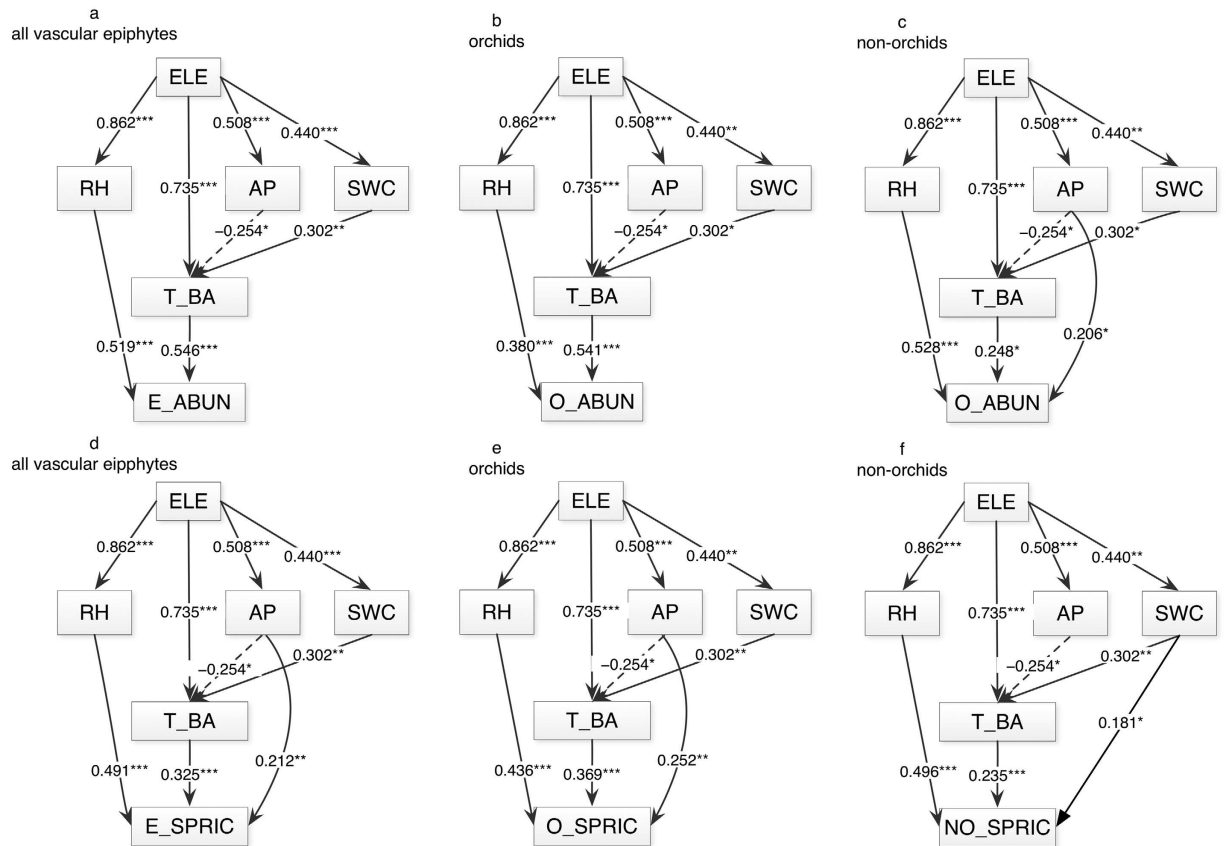 a
all vascular epiphytes
ELE
0.862***
0.508***
0.440***
RH
0.735***
AP
SWC
−0.254*
0.302**
T_BA
0.519***
0.546***
E_ABUN
b
orchids
ELE
0.862***
0.508***
0.440**
RH
0.735***
AP
SWC
−0.254*
0.302*
T_BA
0.380***
0.541***
O_ABUN
c
non-orchids
ELE
0.862***
0.508***
0.440**
RH
0.735***
AP
SWC
−0.254*
0.302*
T_BA
0.206*
0.528***
0.248*
O_ABUN
d
all vascular eipphytes
ELE
0.862***
0.508***
0.440***
RH
0.735***
AP
SWC
−0.254*
0.302**
T_BA
0.212**
0.491***
0.325***
E_SPRIC
e
orchids
ELE
0.862***
0.508***
0.440**
RH
0.735***
AP
SWC
−0.254*
0.302**
T_BA
0.252**
0.436***
0.369***
O_SPRIC
f
non-orchids
ELE
0.862***
0.508***
0.440**
RH
0.735***
AP
SWC
−0.254*
0.302**
T_BA
0.181*
0.496***
0.235***
NO_SPRIC